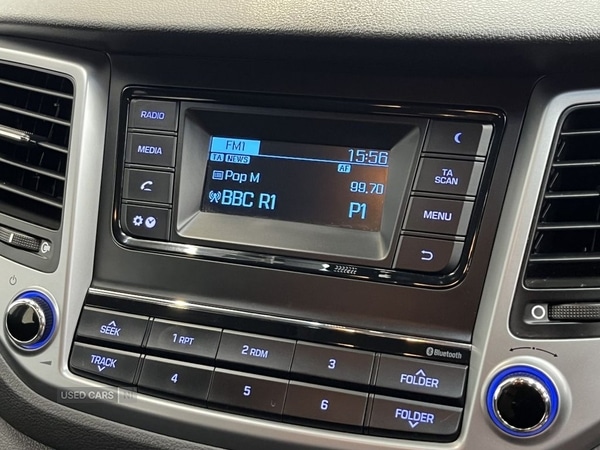 RADIO
MEDIA
FM1
15:56
TA NEWS
AF
Pop M
99.70
BBC R1
P1
TA
SCAN
MENU
SEEK
TRACK
1 RPT
2 RDM
3
4
5
6
Bluetooth
FOLDER
FOLDER
USED CARS NI